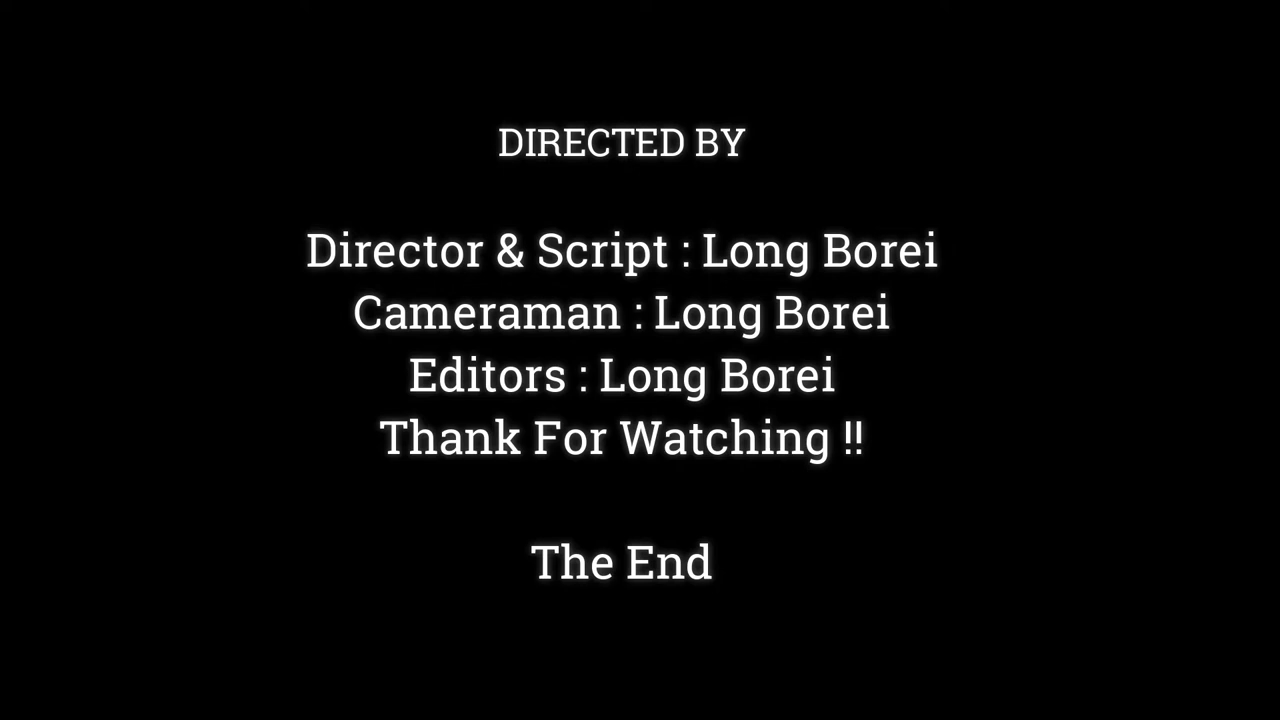 DIRECTED BY
Director & Script : Long Borei
Cameraman : Long Borei
Editors : Long Borei
Thank For Watching !!
The End